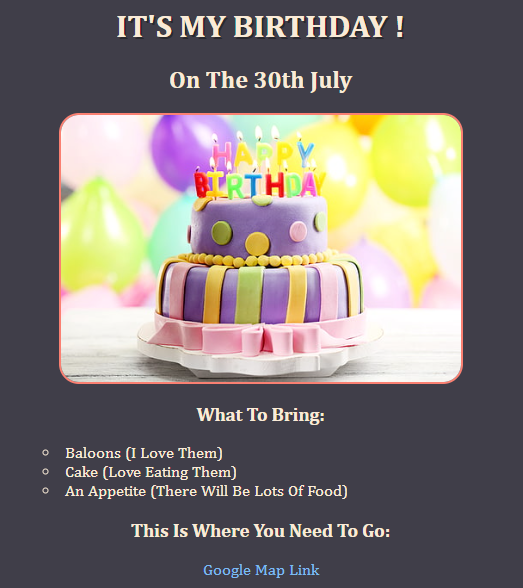 IT'S MY BIRTHDAY !
On The 30th July
HAPPY
BIRTHDAY
What To Bring:
Baloons (I Love Them)
Cake (Love Eating Them)
An Appetite (There Will Be Lots Of Food)
This Is Where You Need To Go:
Google Map Link